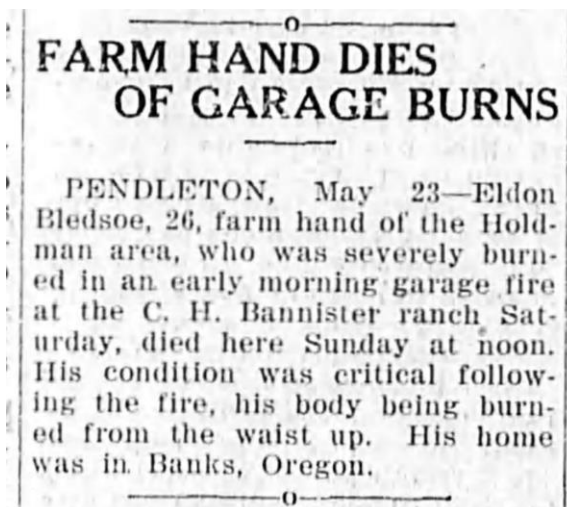 FARM HAND DIES
OF GARAGE BURNS
PENDLETON, May 23—Eldon
Bledsoe, 26, farm hand of the Hold-
man area, who was severely burn-
ed in an early morning garage fire
at the C. H. Bannister ranch Sat-
urday, died here Sunday at noon.
His condition was critical follow-
ing the fire, his body being burn-
ed from the waist up. His home
was in Banks, Oregon.